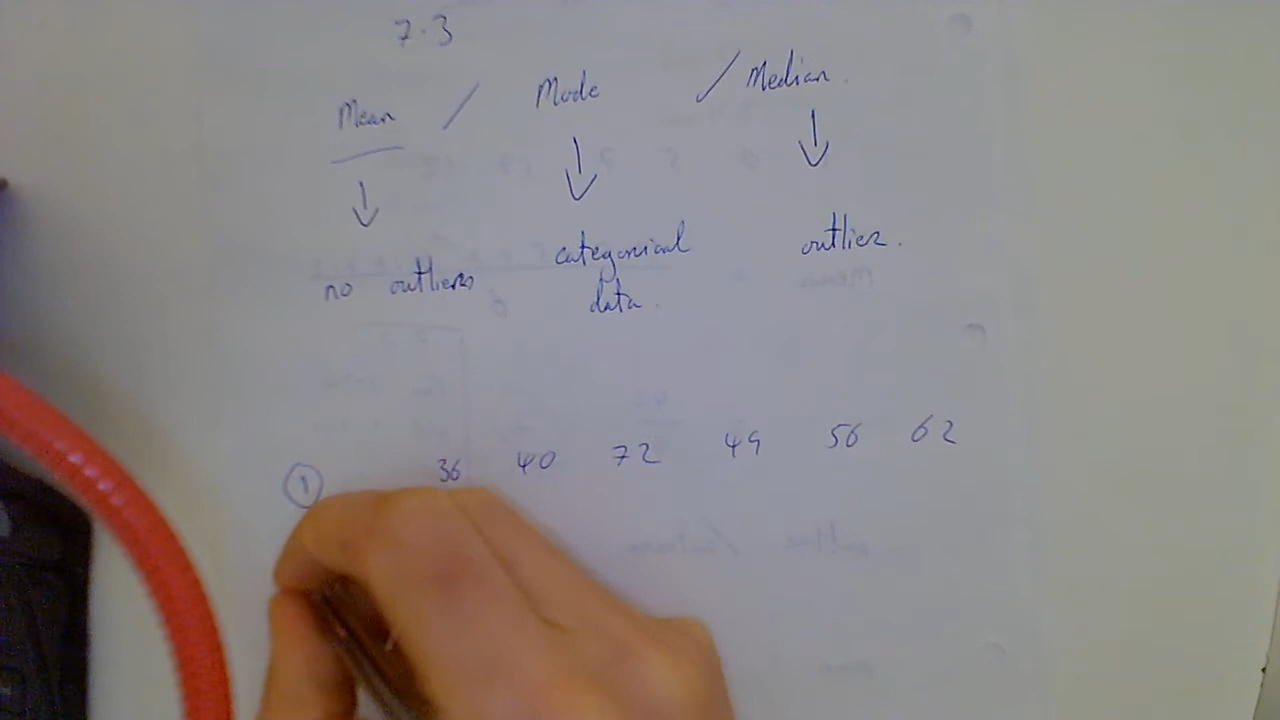 7.3
Mean / Mode / Median.
no outliers
categorical
data.
outlier.
1 36 40 72 49 56 62